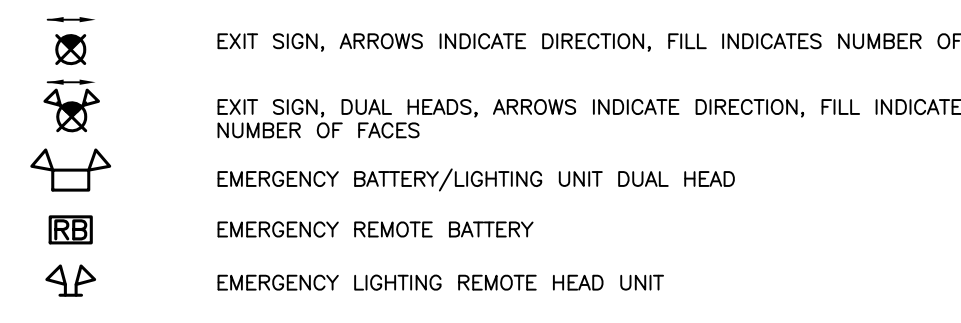 EXIT SIGN, ARROWS INDICATE DIRECTION, FILL INDICATES NUMBER OF
EXIT SIGN, DUAL HEADS, ARROWS INDICATE DIRECTION, FILL INDICATE
NUMBER OF FACES
EMERGENCY BATTERY/LIGHTING UNIT DUAL HEAD
RB
EMERGENCY REMOTE BATTERY
EMERGENCY LIGHTING REMOTE HEAD UNIT